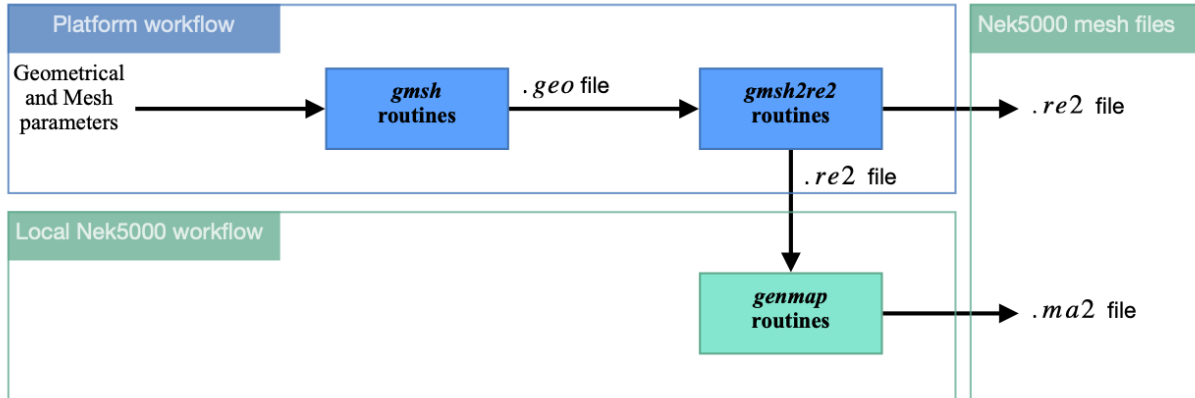 Platform workflow
Nek5000 mesh files
Geometrical
and Mesh
parameters
gmsh
routines
.geo file
gmsh2re2
routines
.re2 file
.re2 file
Local Nek5000 workflow
genmap
routines
.ma2 file